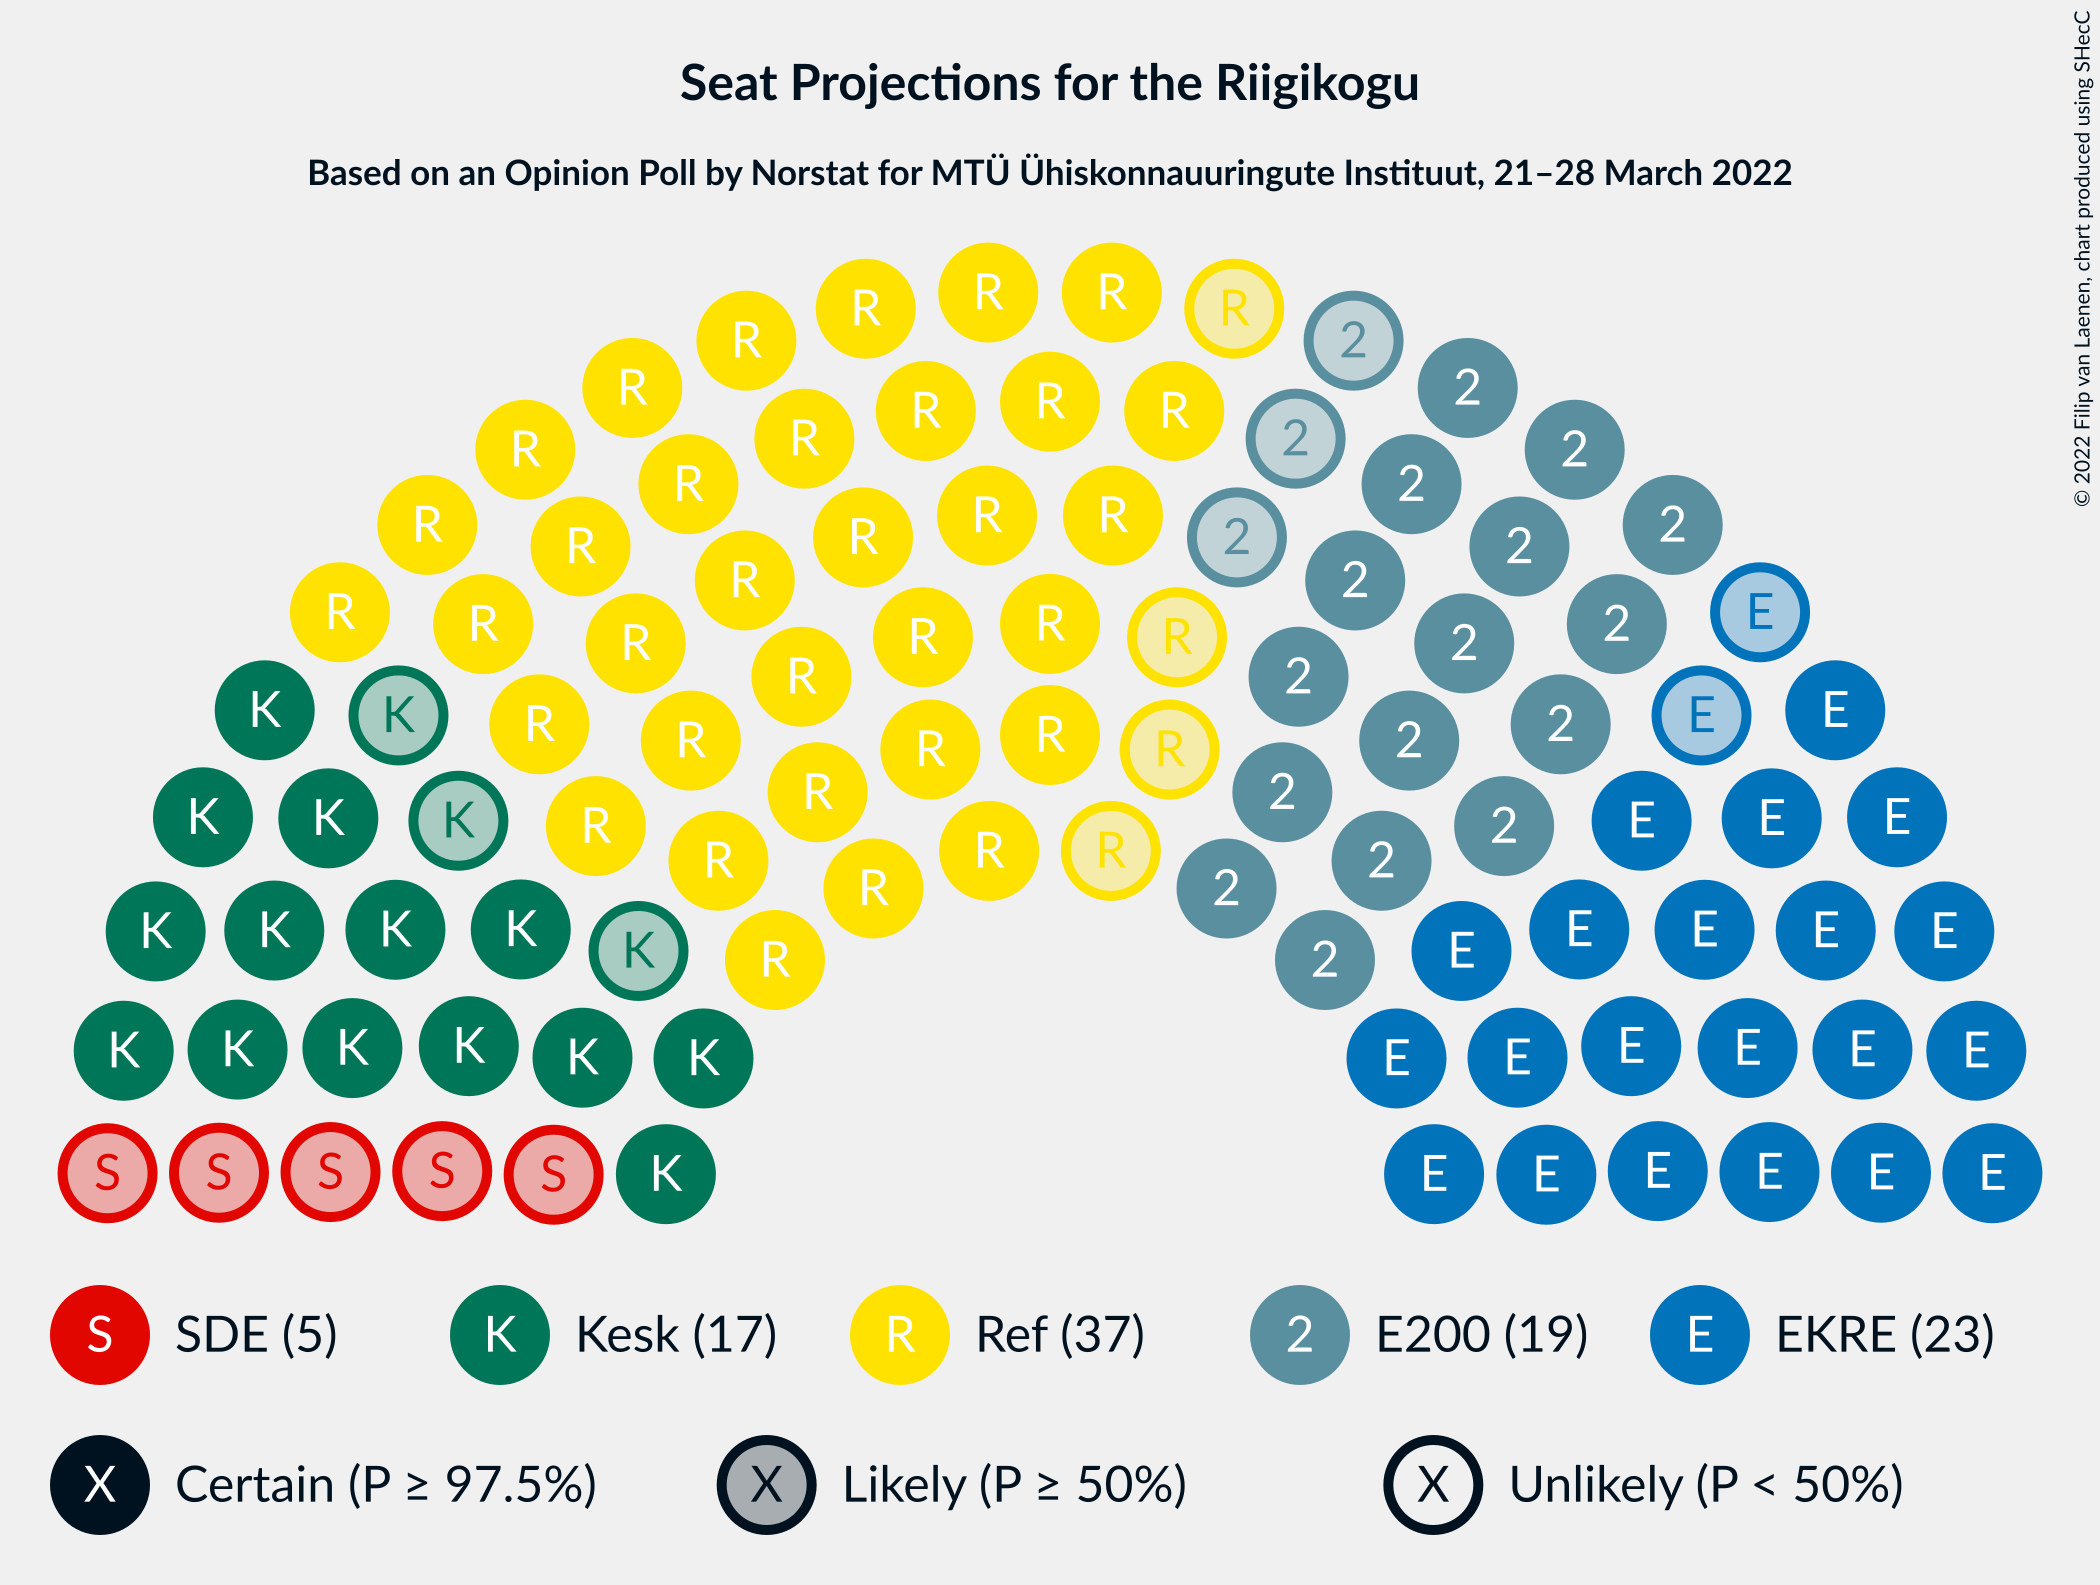 Seat Projections for the Riigikogu
Based on an Opinion Poll by Norstat for MTÜ Ühiskonnauuringute Instituut, 21–28 March 2022
© 2022 Filip van Laenen, chart produced using SHecC
R R R R 2
R R 2
R R R
R R 2 2
R R R 2
R R 2
R R 2 2
R R 2
R R R 2
R R 2 E
R R R 2 2
R R 2
K K R R 2 E E
R R R R 2 2
K K K R R 2 E E E
R R R 2
R R 2
K K K K K R 2 E E E E E
K K K K K K E E E E E E
S S S S S K E E E E E E
S SDE (5) K Kesk (17) R Ref (37) 2 E200 (19) E EKRE (23)
X Certain (P ≥ 97.5%) X Likely (P ≥ 50%) X Unlikely (P < 50%)